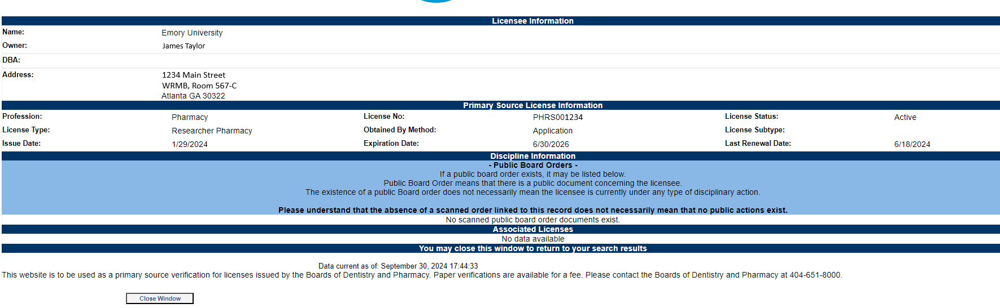 Licensee Information
Name: Emory University
Owner: James Taylor
DBA:
Address: 1234 Main Street
WRMB, Room 567-C
Atlanta GA 30322
Primary Source License Information
Profession: Pharmacy License No: PHRS001234 License Status: Active
License Type: Researcher Pharmacy Obtained By Method: Application License Subtype:
Issue Date: 1/29/2024 Expiration Date: 6/30/2026 Last Renewal Date: 6/18/2024
Discipline Information
- Public Board Orders -
If a public board order exists, it may be listed below.
Public Board Order means that there is a public document concerning the licensee.
The existence of a public Board order does not necessarily mean the licensee is currently under any type of disciplinary action.
Please understand that the absence of a scanned order linked to this record does not necessarily mean that no public actions exist.
No scanned public board order documents exist.
Associated Licenses
No data available
You may close this window to return to your search results
Data current as of: September 30, 2024 17:44:33
This website is to be used as a primary source verification for licenses issued by the Boards of Dentistry and Pharmacy. Paper verifications are available for a fee. Please contact the Boards of Dentistry and Pharmacy at 404-651-8000.
Close Window